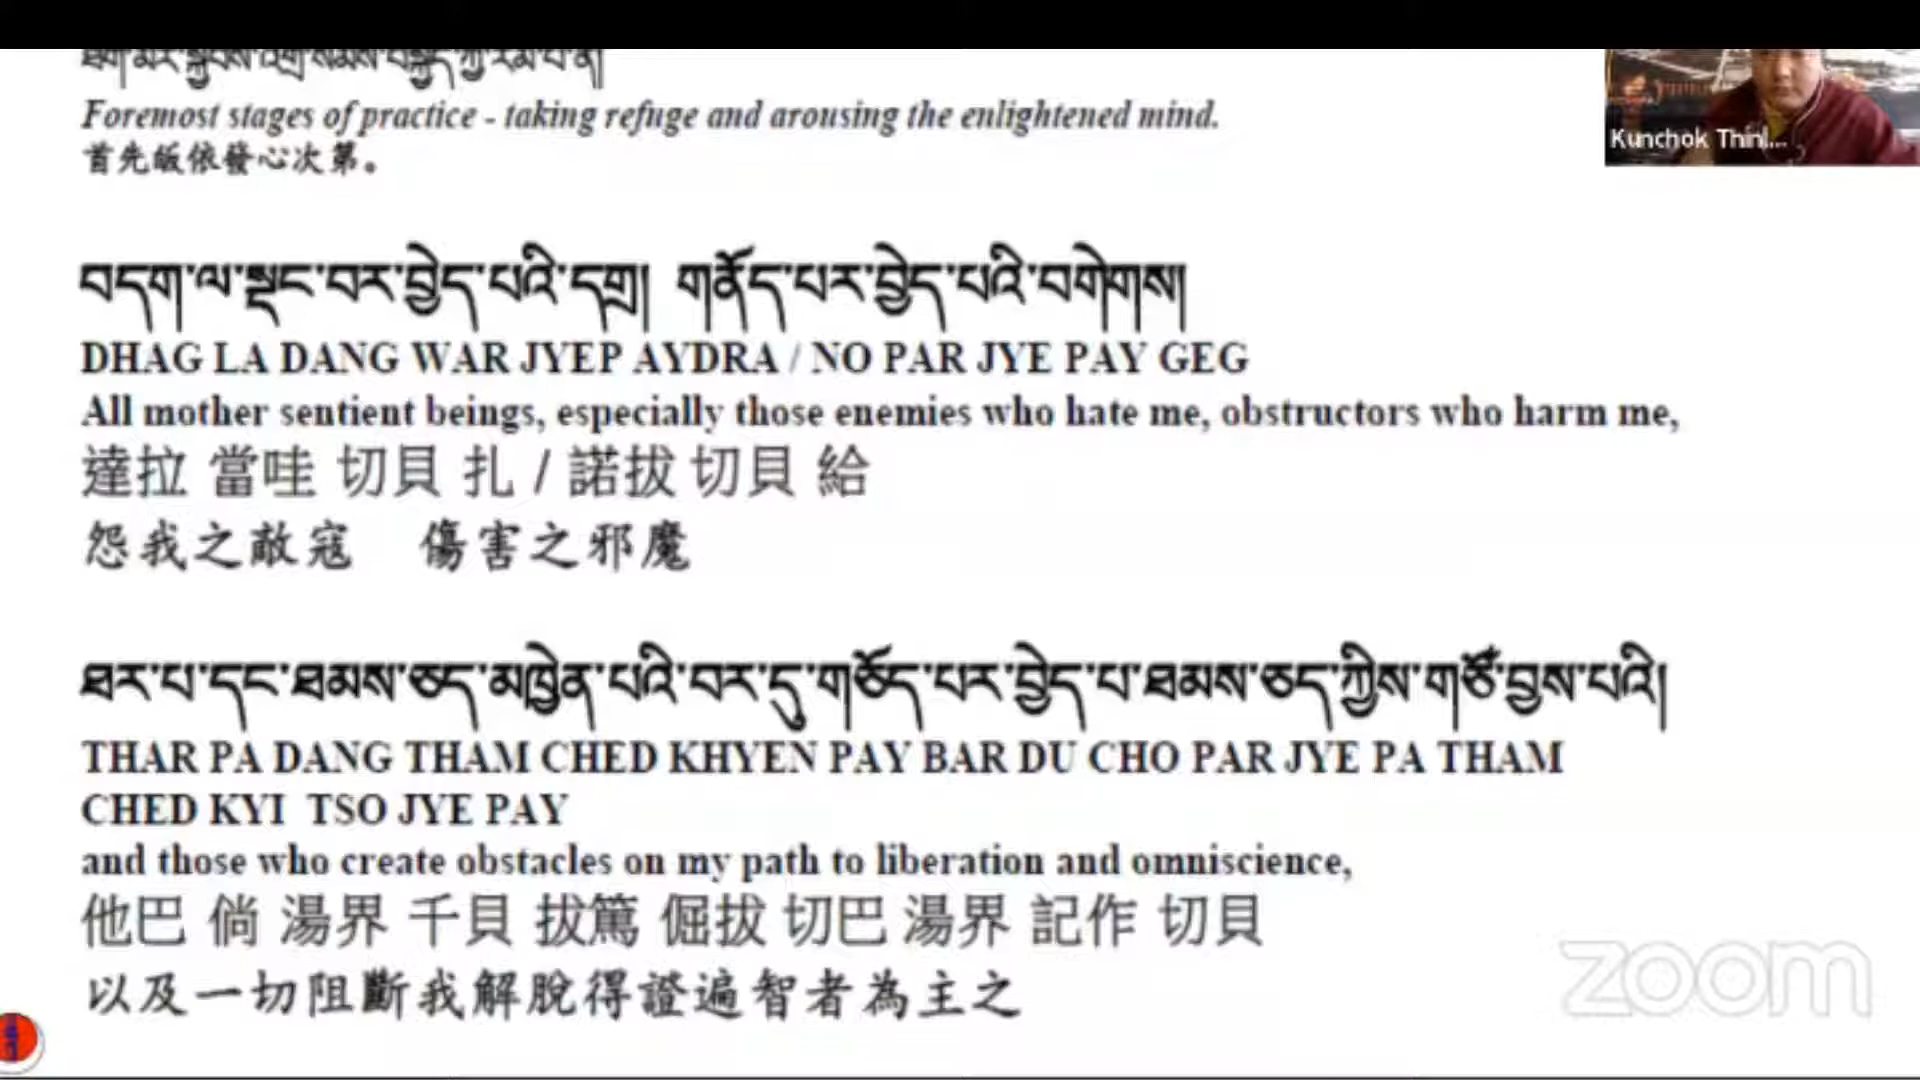 Foremost stages of practice - taking refuge and arousing the enlightened mind.
首先皈依發心次第。
Kunchok Thinl...
བདག་ལ་སྡང་བར་བྱེད་པའི་དགྲ། གནོད་པར་བྱེད་པའི་བགེགས།
DHAG LA DANG WAR JYEP AYDRA / NO PAR JYE PAY GEG
All mother sentient beings, especially those enemies who hate me, obstructors who harm me,
達拉 當哇 切貝 扎 / 諾拔 切貝 給
怨我之敵寇 傷害之邪魔
ཐར་པ་དང་ཐམས་ཅད་མཁྱེན་པའི་བར་དུ་གཅོད་པར་བྱེད་པ་ཐམས་ཅད་ཀྱིས་གཙོ་བྱས་པའི།
THAR PA DANG THAM CHED KHYEN PAY BAR DU CHO PAR JYE PA THAM
CHED KYI TSO JYE PAY
and those who create obstacles on my path to liberation and omniscience,
他巴 倘 湯界 千貝 拔篤 倔拔 切巴 湯界 記作 切貝
以及一切阻斷我解脫得證遍智者為主之
zoom